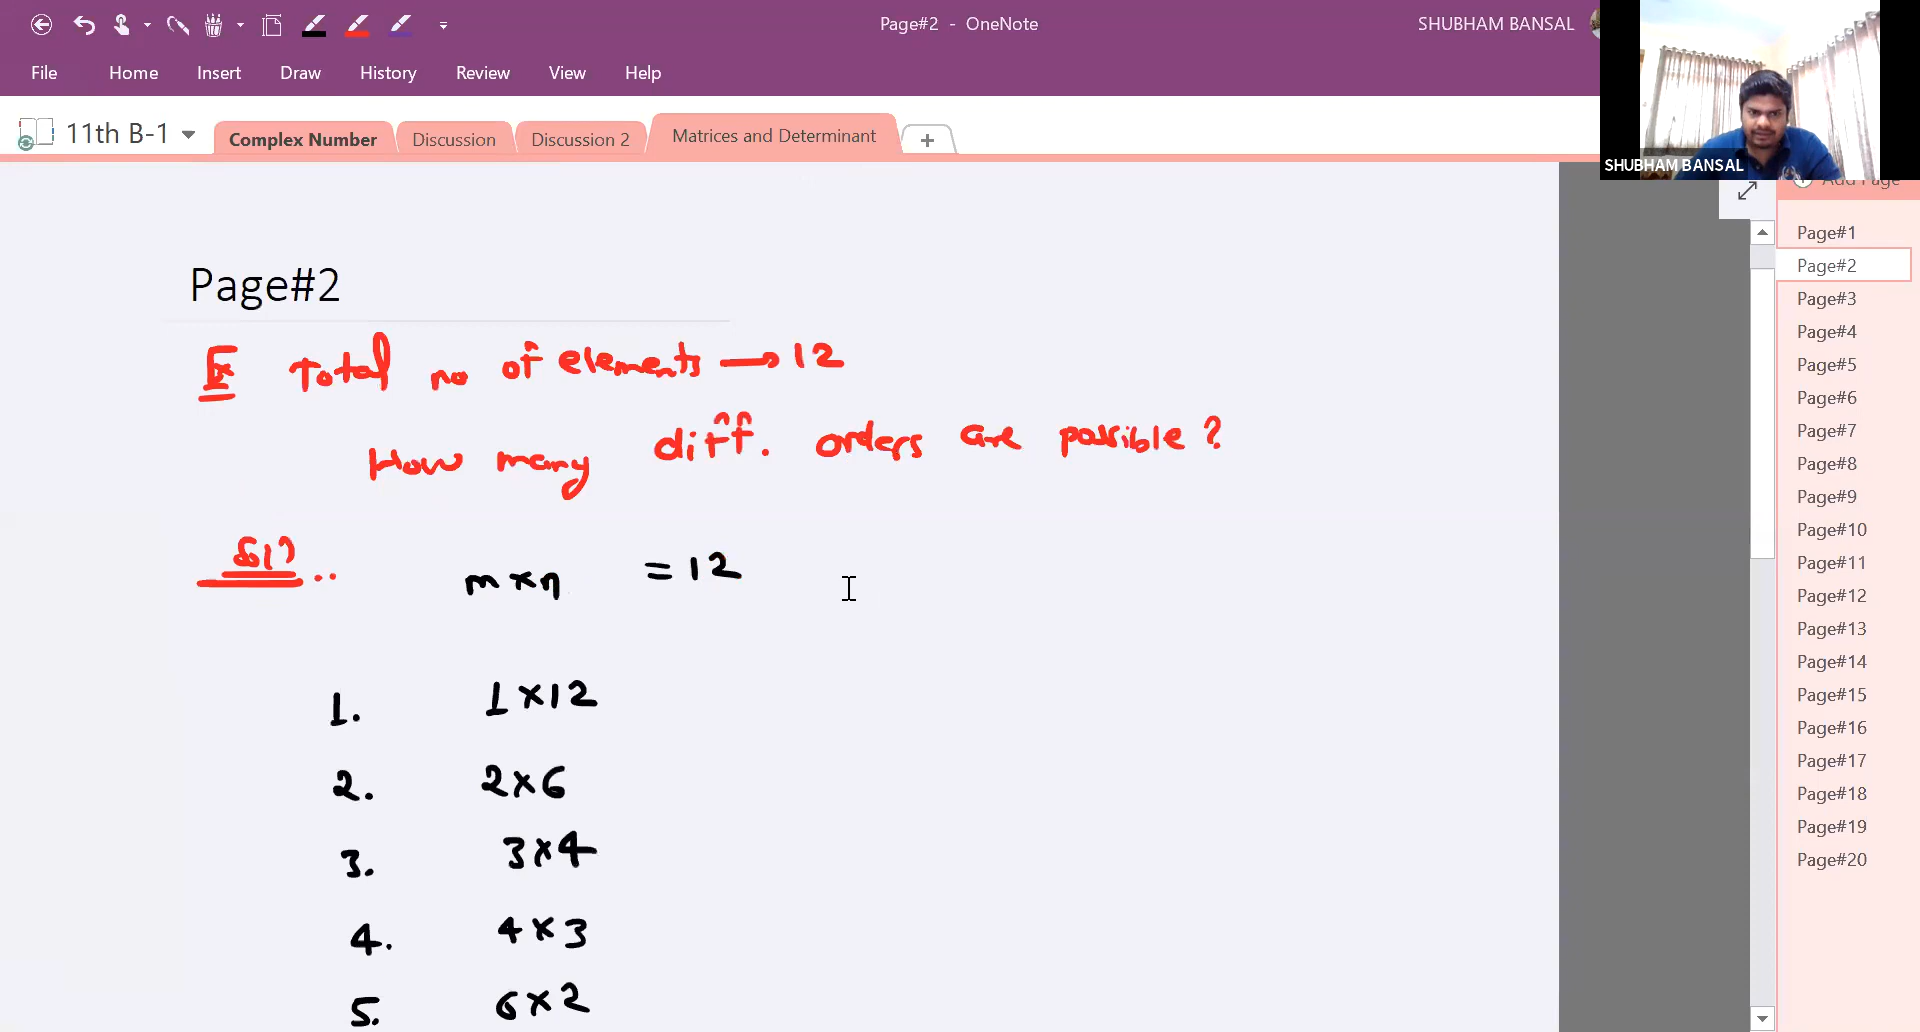 Page#2 - OneNote
SHUBHAM BANSAL
File Home Insert Draw History Review View Help
11th B-1
Complex Number
Discussion
Discussion 2
Matrices and Determinant
SHUBHAM BANSAL
Page#2
Ex Total no of elements → 12
How many diff. orders are possible?
Sol? ..
m × n = 12
1. 1 × 12
2. 2 × 6
3. 3 × 4
4. 4 × 3
5. 6 × 2
Add Page
Page#1
Page#2
Page#3
Page#4
Page#5
Page#6
Page#7
Page#8
Page#9
Page#10
Page#11
Page#12
Page#13
Page#14
Page#15
Page#16
Page#17
Page#18
Page#19
Page#20